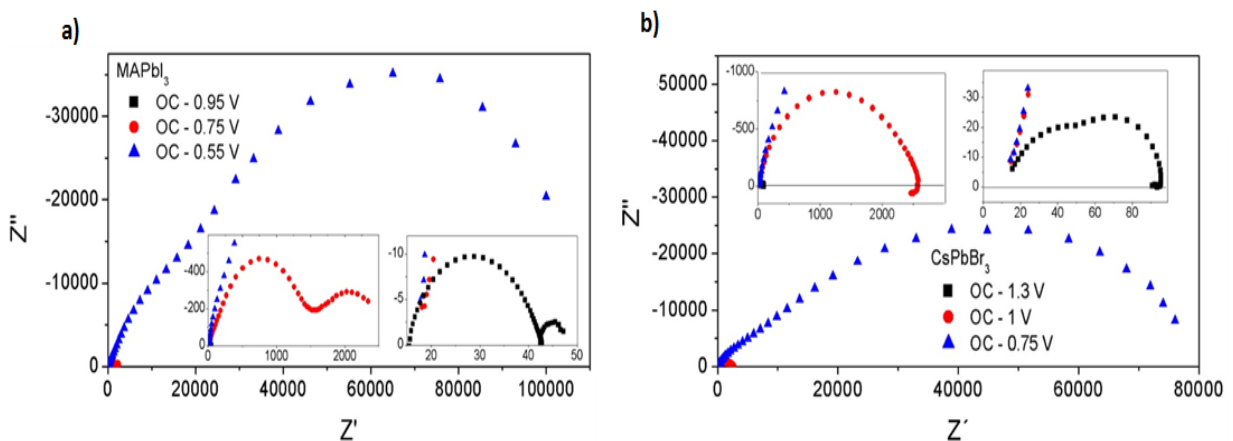 a)
MAPbI3
OC - 0.95 V
OC - 0.75 V
OC - 0.55 V
-30000
-20000
-10000
0
Z''
0 20000 40000 60000 80000 100000
Z'
-400
-200
0
0 1000 2000
-10
-5
0
20 30 40 50
b)
-50000
-40000
-30000
-20000
-10000
0
Z''
0 20000 40000 60000 80000
Z´
-1000
-500
0
0 1000 2000
-30
-20
-10
0
0 20 40 60 80
CsPbBr3
OC - 1.3 V
OC - 1 V
OC - 0.75 V